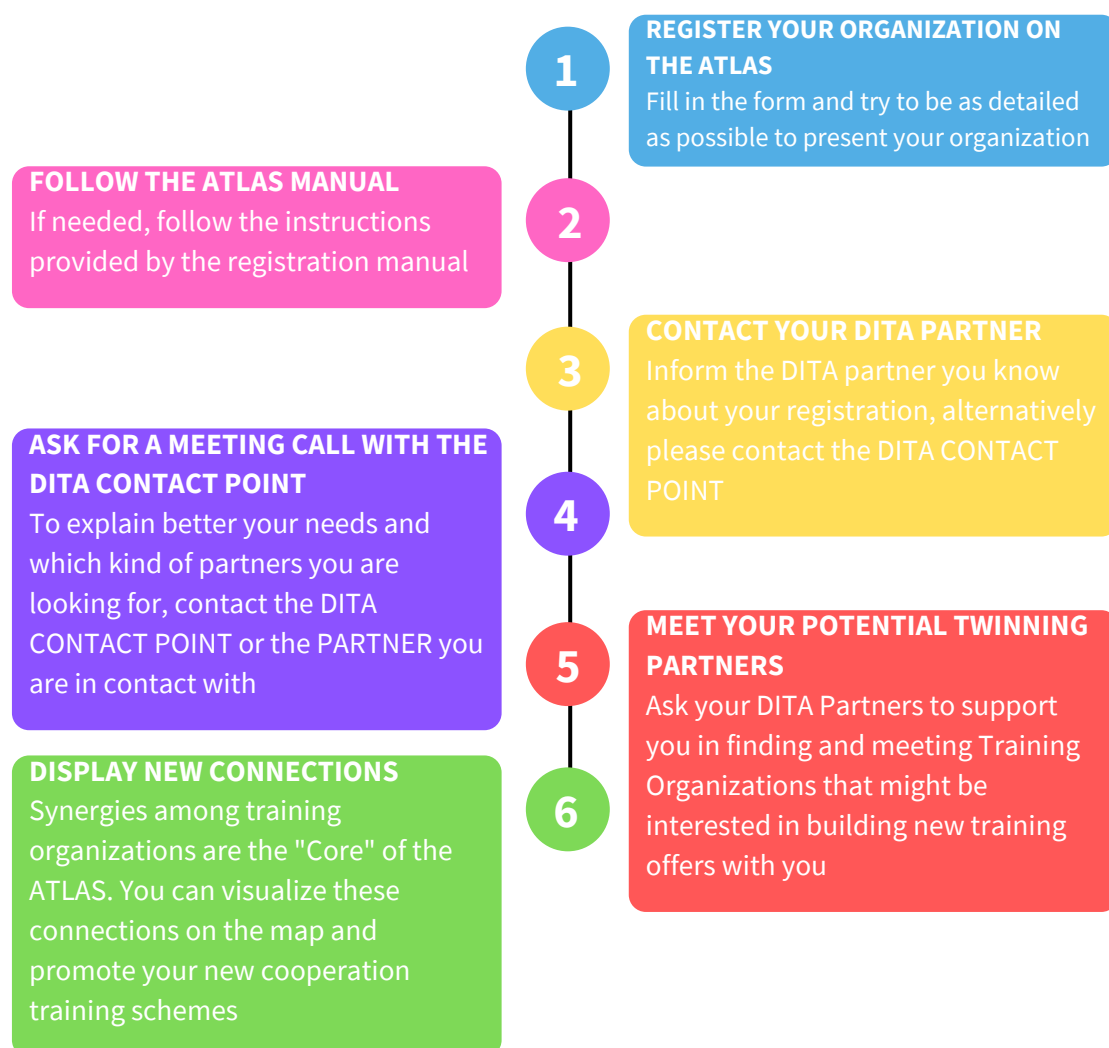 1
REGISTER YOUR ORGANIZATION ON
THE ATLAS
Fill in the form and try to be as detailed
as possible to present your organization
FOLLOW THE ATLAS MANUAL
If needed, follow the instructions
provided by the registration manual
2
3
CONTACT YOUR DITA PARTNER
Inform the DITA partner you know
about your registration, alternatively
please contact the DITA CONTACT
POINT
ASK FOR A MEETING CALL WITH THE
DITA CONTACT POINT
To explain better your needs and
which kind of partners you are
looking for, contact the DITA
CONTACT POINT or the PARTNER you
are in contact with
4
5
MEET YOUR POTENTIAL TWINNING
PARTNERS
Ask your DITA Partners to support
you in finding and meeting Training
Organizations that might be
interested in building new training
offers with you
DISPLAY NEW CONNECTIONS
Synergies among training
organizations are the "Core" of the
ATLAS. You can visualize these
connections on the map and
promote your new cooperation
training schemes
6